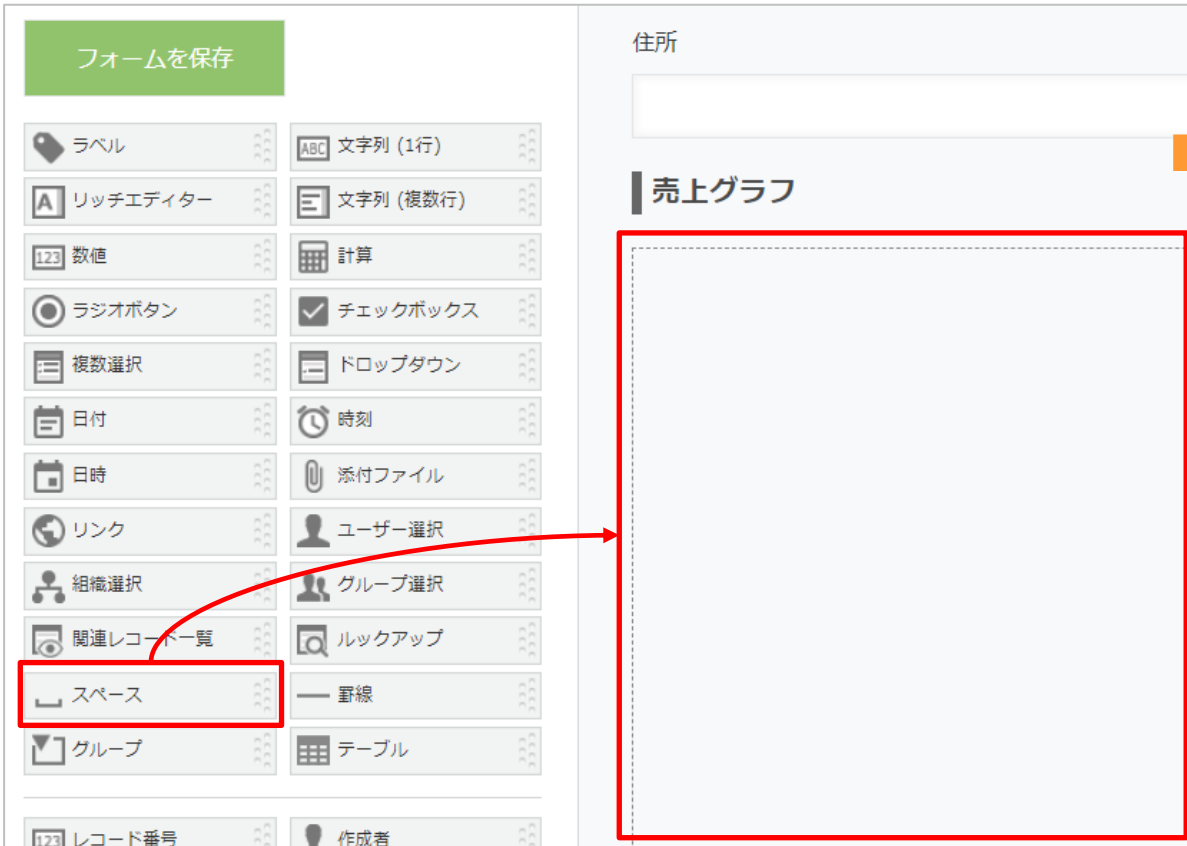 フォームを保存
ラベル
文字列 (1行)
リッチエディター
文字列 (複数行)
数値
計算
ラジオボタン
チェックボックス
複数選択
ドロップダウン
日付
時刻
日時
添付ファイル
リンク
ユーザー選択
組織選択
グループ選択
関連レコード一覧
ルックアップ
スペース
罫線
グループ
テーブル
レコード番号
作成者
住所
売上グラフ